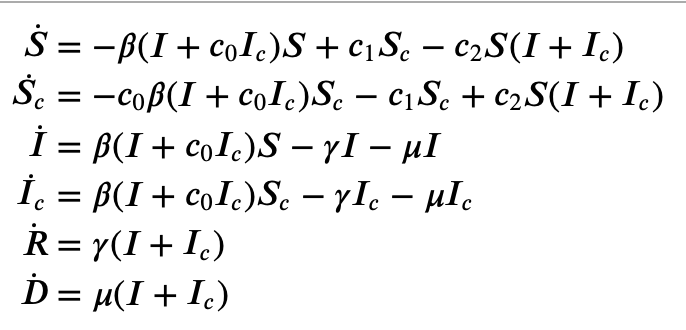 Ṡ = −β(I + c₀I_c)S + c₁S_c − c₂S(I + I_c)
Ṡ_c = −c₀β(I + c₀I_c)S_c − c₁S_c + c₂S(I + I_c)
İ = β(I + c₀I_c)S − γI − μI
İ_c = β(I + c₀I_c)S_c − γI_c − μI_c
Ṙ = γ(I + I_c)
Ḋ = μ(I + I_c)